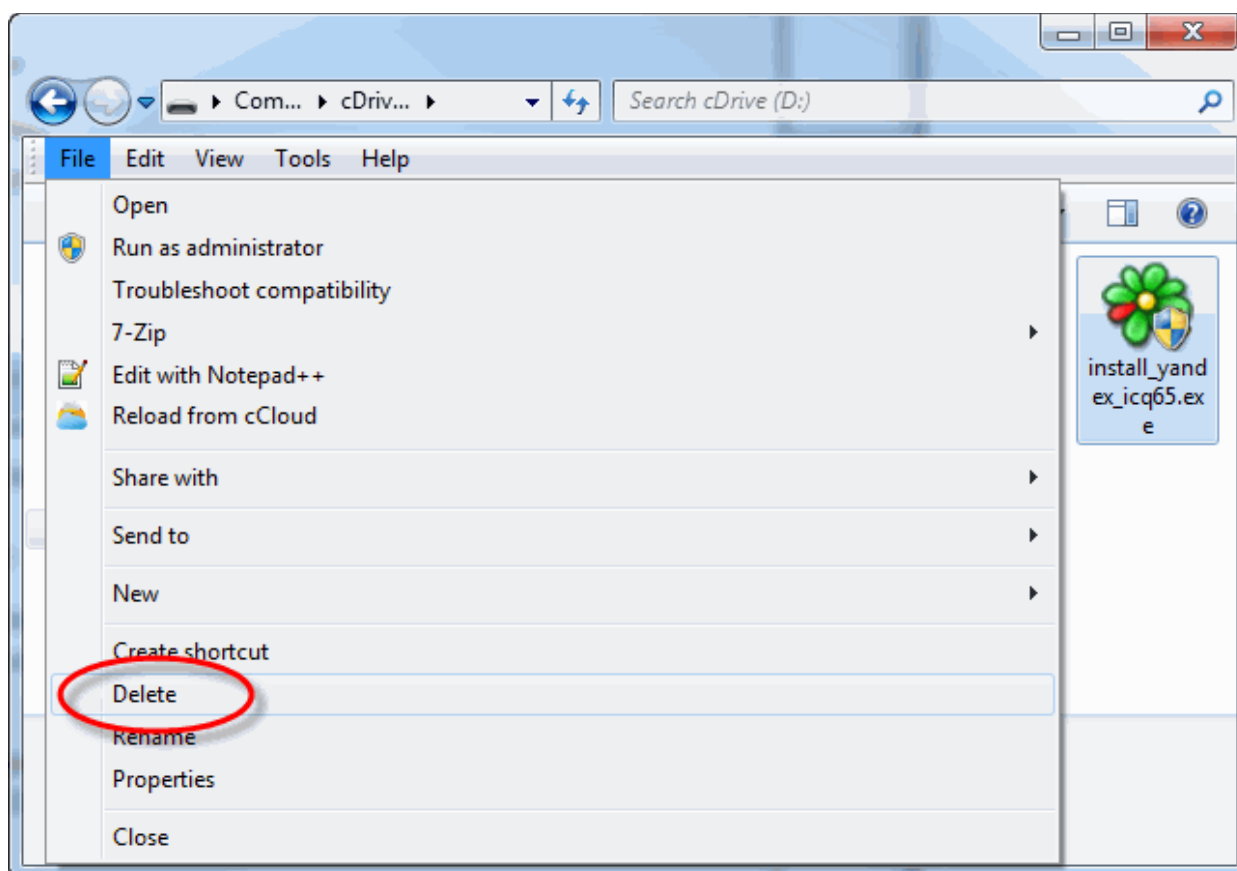 Com... cDriv...
Search cDrive (D:)
File Edit View Tools Help
Open
Run as administrator
Troubleshoot compatibility
7-Zip
Edit with Notepad++
Reload from cCloud
Share with
Send to
New
Create shortcut
Delete
Rename
Properties
Close
install_yand
ex_icq65.ex
e